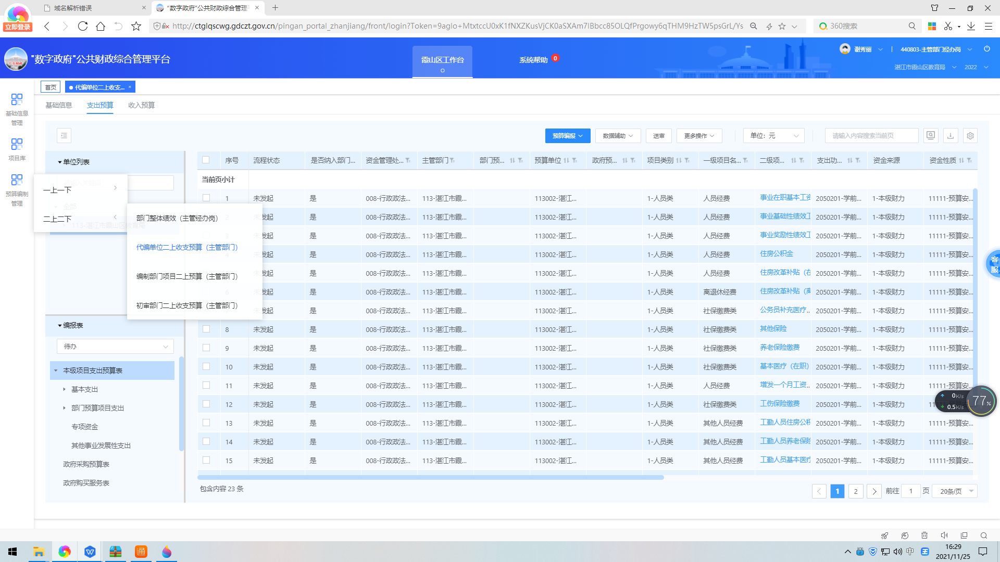 域名解析错误
"数字政府"公共财政综合管理平
立即登录
http://ctglqscwg.gdczt.gov.cn/pingan_portal_zhanjiang/front/login?Token=9aglo+MtxtccU0xK1fNXZKusVjCK0aSXAm7lBbcc85OLQfPrgowy6qTHM9HzTW5psGrL/Ys
360搜索
"数字政府"公共财政综合管理平台
霞山区工作台
系统帮助 0
谢秀丽
440803-主管部门经办岗
湛江市霞山区教育局 2022
首页 代编单位二上收支...
基础信息管理
项目库
预算编制管理
基础信息 支出预算 收入预算
预算编报 数据辅助 送审 更多操作 单位: 元 请输入内容搜索当前页
单位列表
一上一下
全部
二上二下
113-湛江市霞山区教育局
部门整体绩效（主管经办岗）
代编单位二上收支预算（主管部门）
编制部门项目二上预算（主管部门）
初审部门二上收支预算（主管部门）
编报表
待办
本级项目支出预算表
基本支出
部门预算项目支出
专项资金
其他事业发展性支出
政府采购预算表
政府购买服务表
序号 流程状态 是否纳入部门... 资金管理处... 主管部门 部门预... 预算单位 政府预... 项目类别 一级项目名... 二级项... 支出功... 资金来源 资金性质
当前页小计
1 未发起 是 008-行政政法... 113-湛江市霞... 113002-湛江... 1-人员类 人员经费 事业在职基本工资 2050201-学前... 1-本级财力 11111-预算安...
2 未发起 是 008-行政政法... 113-湛江市霞... 113002-湛江... 1-人员类 人员经费 事业基础性绩效工 2050201-学前... 1-本级财力 11111-预算安...
3 未发起 是 008-行政政法... 113-湛江市霞... 113002-湛江... 1-人员类 人员经费 事业奖励性绩效工 2050201-学前... 1-本级财力 11111-预算安...
4 未发起 是 008-行政政法... 113-湛江市霞... 113002-湛江... 1-人员类 人员经费 住房公积金 2050201-学前... 1-本级财力 11111-预算安...
发起 是 008-行政政法... 113-湛江市霞... 113002-湛江... 1-人员类 人员经费 住房改革补贴（在 2050201-学前... 1-本级财力 11111-预算安...
6 未发起 是 008-行政政法... 113-湛江市霞... 113002-湛江... 1-人员类 离退休经费 住房改革补贴（离 2050201-学前... 1-本级财力 11111-预算安...
发起 是 008-行政政法... 113-湛江市霞... 113002-湛江... 1-人员类 社保缴费类 公务员补充医疗... 2050201-学前... 1-本级财力 11111-预算安...
8 未发起 是 008-行政政法... 113-湛江市霞... 113002-湛江... 1-人员类 社保缴费类 其他保险 2050201-学前... 1-本级财力 11111-预算安...
9 未发起 是 008-行政政法... 113-湛江市霞... 113002-湛江... 1-人员类 社保缴费类 养老保险缴费 2050201-学前... 1-本级财力 11111-预算安...
10 未发起 是 008-行政政法... 113-湛江市霞... 113002-湛江... 1-人员类 社保缴费类 基本医疗（在职） 2050201-学前... 1-本级财力 11111-预算安...
11 未发起 是 008-行政政法... 113-湛江市霞... 113002-湛江... 1-人员类 人员经费 增发一个月工资... 2050201-学前... 1-本级财力 11111-预算安...
12 未发起 是 008-行政政法... 113-湛江市霞... 113002-湛江... 1-人员类 社保缴费类 工伤保险缴费 2050201-学前... 1-本级财力
13 未发起 是 008-行政政法... 113-湛江市霞... 113002-湛江... 1-人员类 其他人员经费 工勤人员住房公积 2050201-学前... 1-本级财力 11111-预算安...
14 未发起 是 008-行政政法... 113-湛江市霞... 113002-湛江... 1-人员类 其他人员经费 工勤人员养老保险 2050201-学前... 1-本级财力 11111-预算安...
15 未发起 是 008-行政政法... 113-湛江市霞... 113002-湛江... 1-人员类 其他人员经费 工勤人员基本医疗 2050201-学前... 1-本级财力 11111-预算安...
包含内容 23 条
1 2 前往 1 页 20条/页
客服
0K/s
0.5K/s
77%
中
16:29
2021/11/25